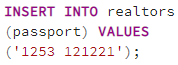 INSERT INTO realtors
(passport) VALUES
('1253 121221');